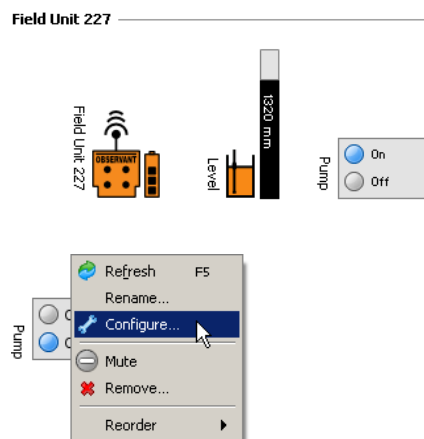 Field Unit 227
Field Unit 227
OBSERVANT
Level
1320 mm
Pump
On
Off
Pump
Refresh F5
Rename...
Configure...
Mute
Remove...
Reorder